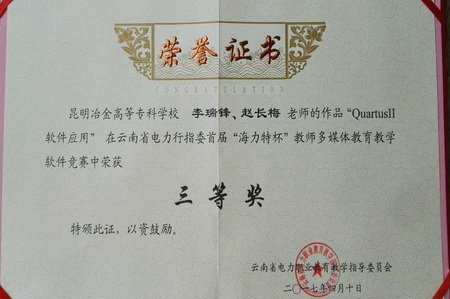 荣誉证书
CONGRATULATION
昆明冶金高等专科学校 李瑞锋、赵长梅 老师的作品“QuartusII
软件应用” 在云南省电力行指委首届“海力特杯”教师多媒体教育教学
软件竞赛中荣获
三等奖
特颁此证，以资鼓励。
云南省电力职业教育教学指导委员会
二〇一七年四月十日